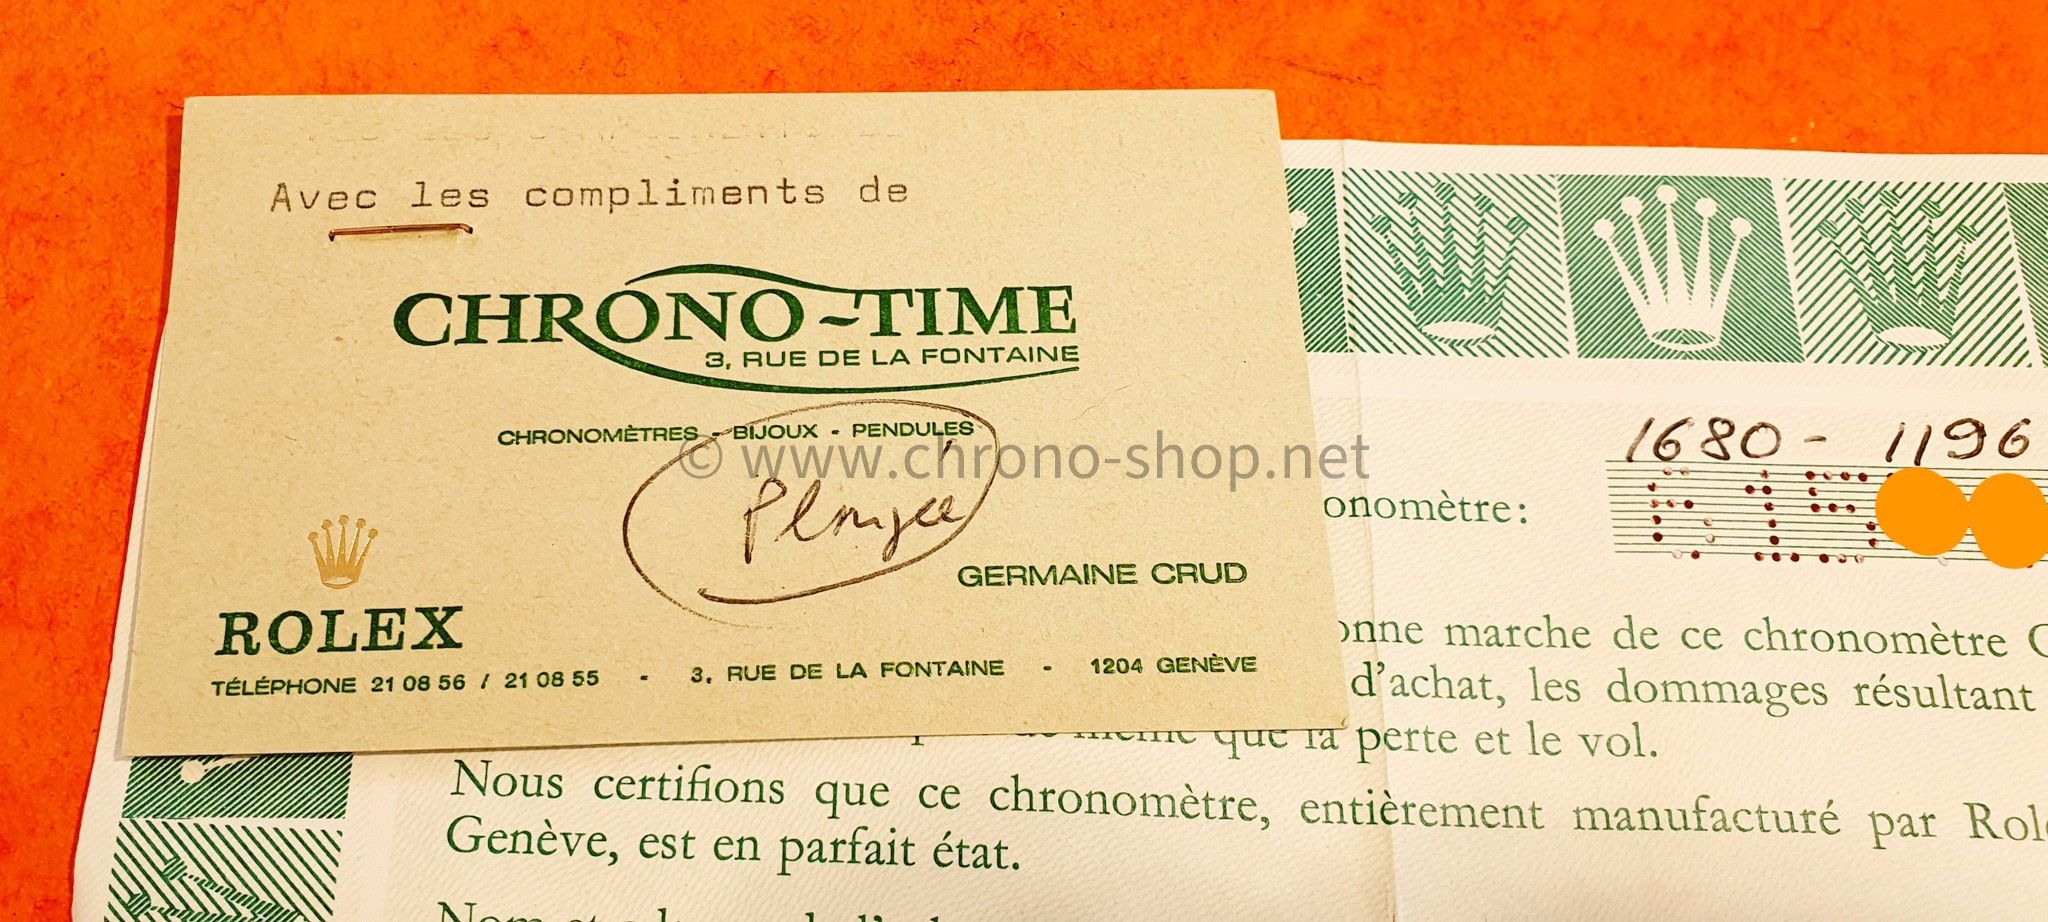 Avec les compliments de
CHRONO-TIME
3, RUE DE LA FONTAINE
CHRONOMÈTRES - BIJOUX - PENDULES
© www.chrono-shop.net
Plongée
GERMAINE CRUD
ROLEX
TÉLÉPHONE 21 08 56 / 21 08 55 - 3, RUE DE LA FONTAINE - 1204 GENÈVE
1680 - 1196
onomètre:
onne marche de ce chronomètre
d'achat, les dommages résultant
même que la perte et le vol.
Nous certifions que ce chronomètre, entièrement manufacturé par Role
Genève, est en parfait état.